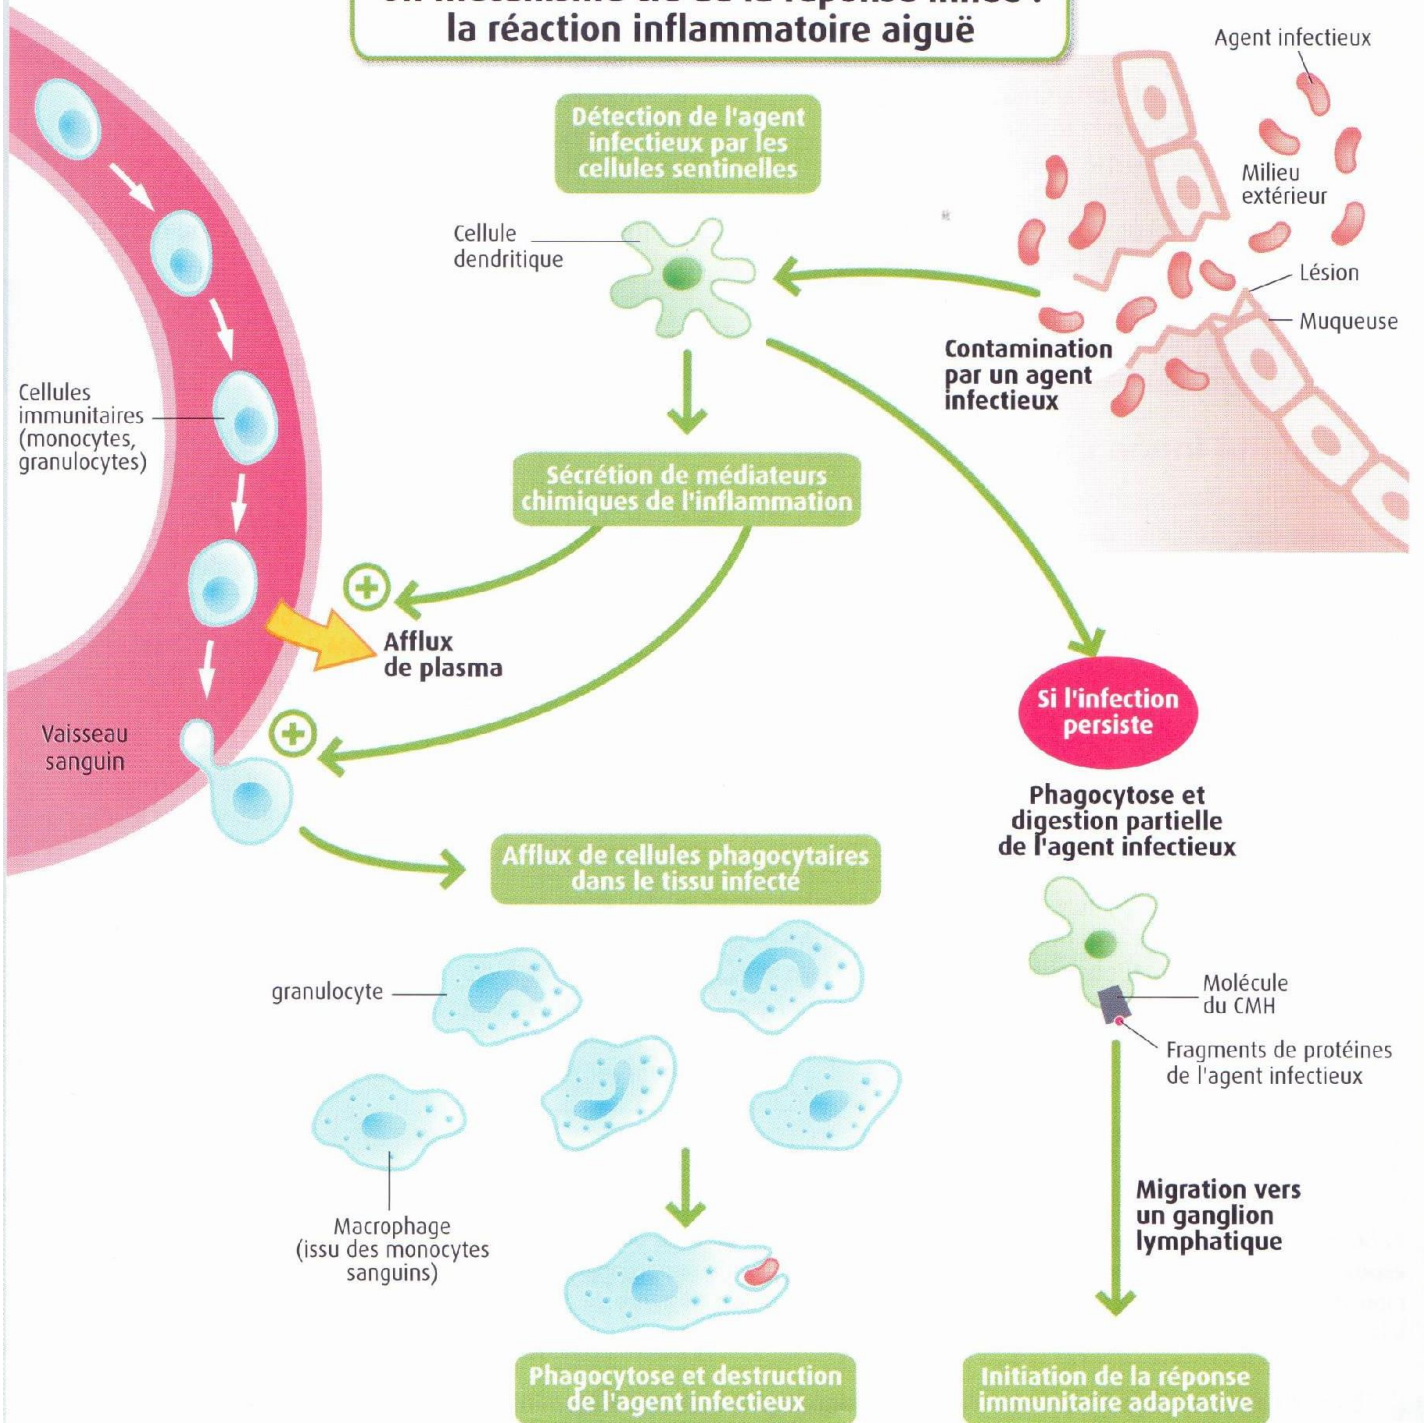 la réaction inflammatoire aiguë
Agent infectieux
Détection de l'agent
infectieux par les
cellules sentinelles
Milieu
extérieur
Cellule
dendritique
Lésion
Muqueuse
Contamination
par un agent
infectieux
Cellules
immunitaires
(monocytes,
granulocytes)
Sécrétion de médiateurs
chimiques de l'inflammation
+
Afflux
de plasma
Si l'infection
persiste
Vaisseau
sanguin
+
Phagocytose et
digestion partielle
de l'agent infectieux
Afflux de cellules phagocytaires
dans le tissu infecté
granulocyte
Molécule
du CMH
Fragments de protéines
de l'agent infectieux
Macrophage
(issu des monocytes
sanguins)
Migration vers
un ganglion
lymphatique
Phagocytose et destruction
de l'agent infectieux
Initiation de la réponse
immunitaire adaptative